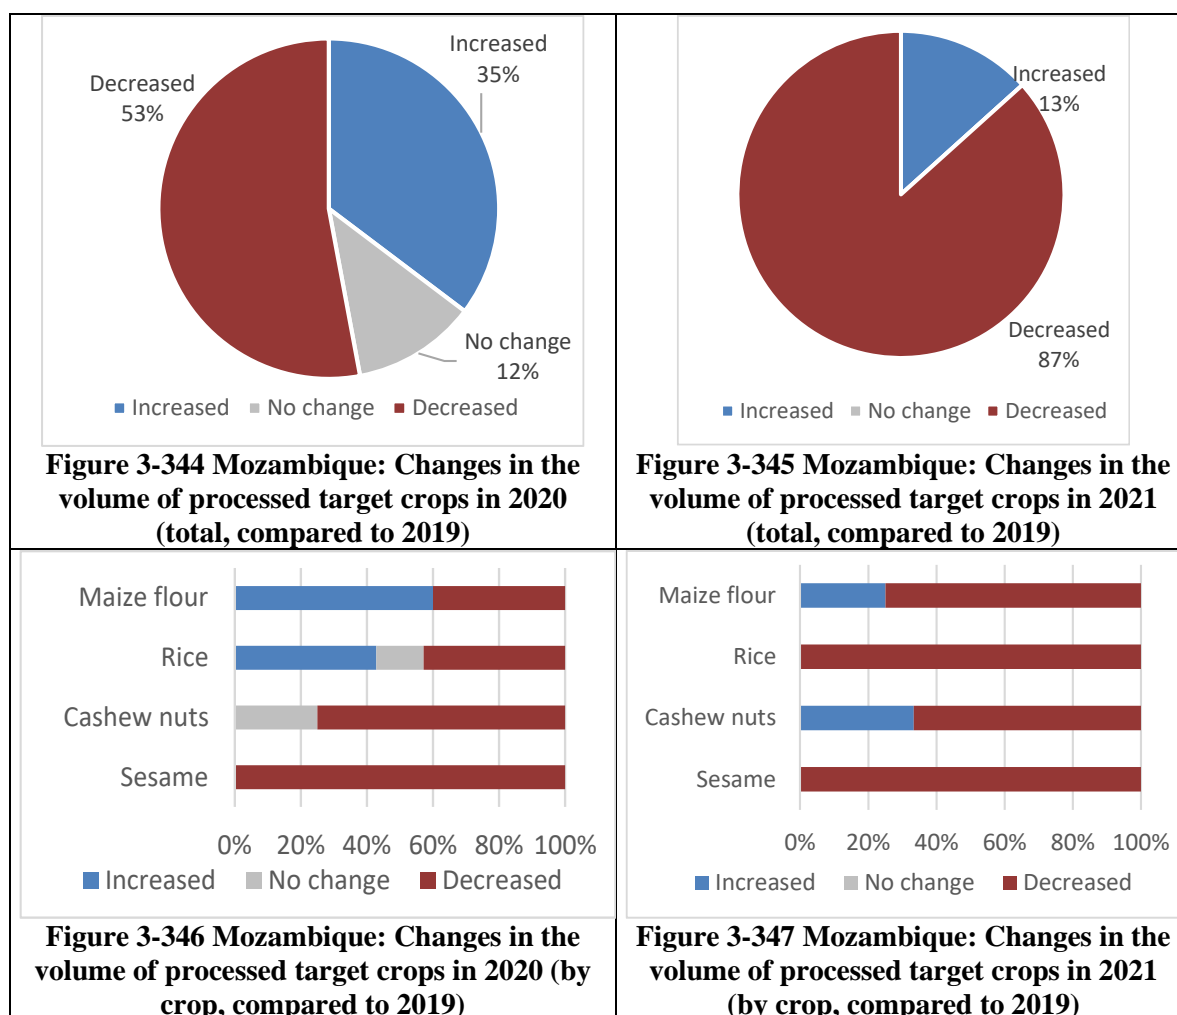 Increased
35%
Decreased
53%
No change
12%
Increased No change Decreased
Figure 3-344 Mozambique: Changes in the
volume of processed target crops in 2020
(total, compared to 2019)
Increased
13%
Decreased
87%
Increased No change Decreased
Figure 3-345 Mozambique: Changes in the
volume of processed target crops in 2021
(total, compared to 2019)
Maize flour
Rice
Cashew nuts
Sesame
0% 20% 40% 60% 80% 100%
Increased No change Decreased
Figure 3-346 Mozambique: Changes in the
volume of processed target crops in 2020 (by
crop, compared to 2019)
Maize flour
Rice
Cashew nuts
Sesame
0% 20% 40% 60% 80% 100%
Increased No change Decreased
Figure 3-347 Mozambique: Changes in the
volume of processed target crops in 2021
(by crop, compared to 2019)